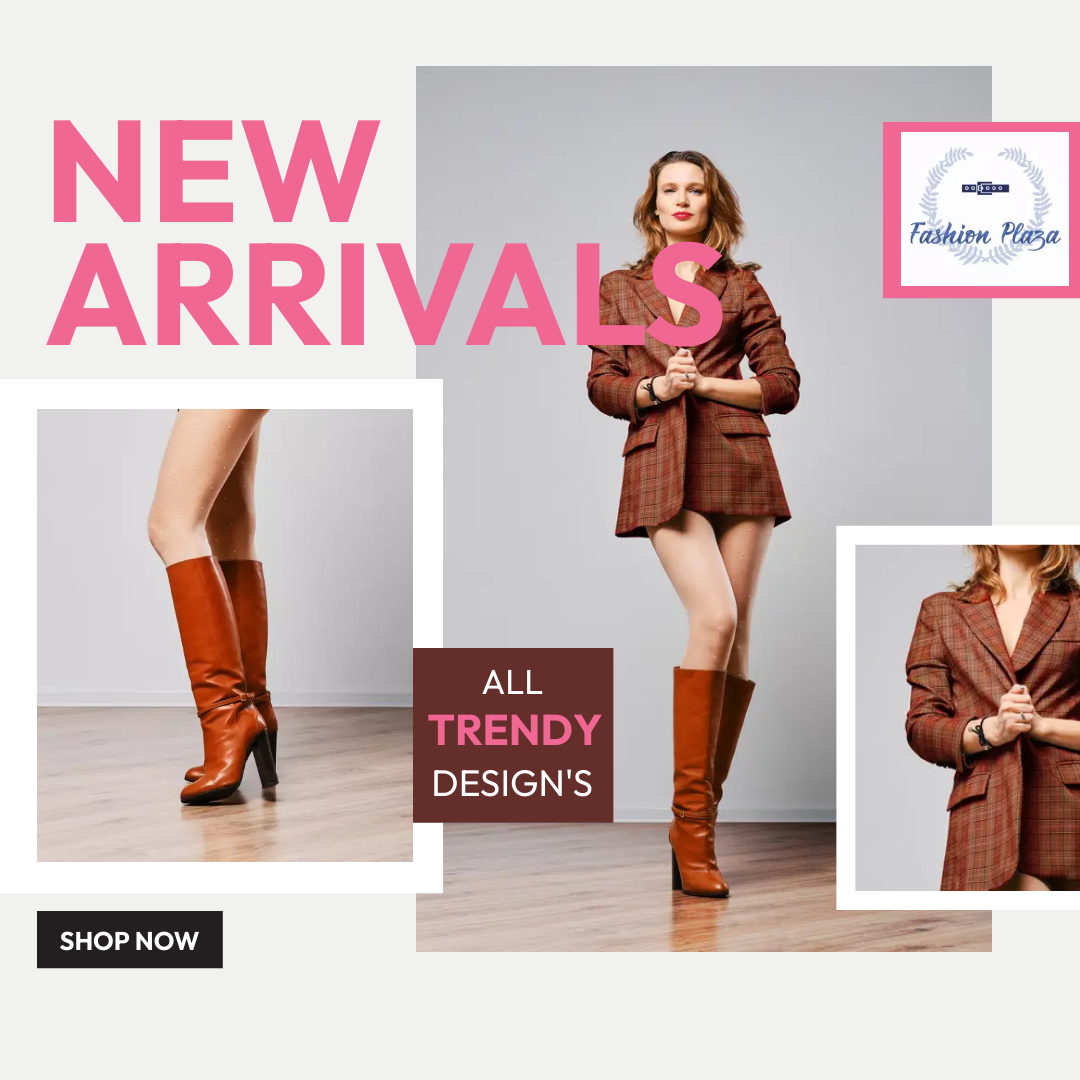 NEW
ARRIVALS
Fashion Plaza
ALL
TRENDY
DESIGN'S
SHOP NOW